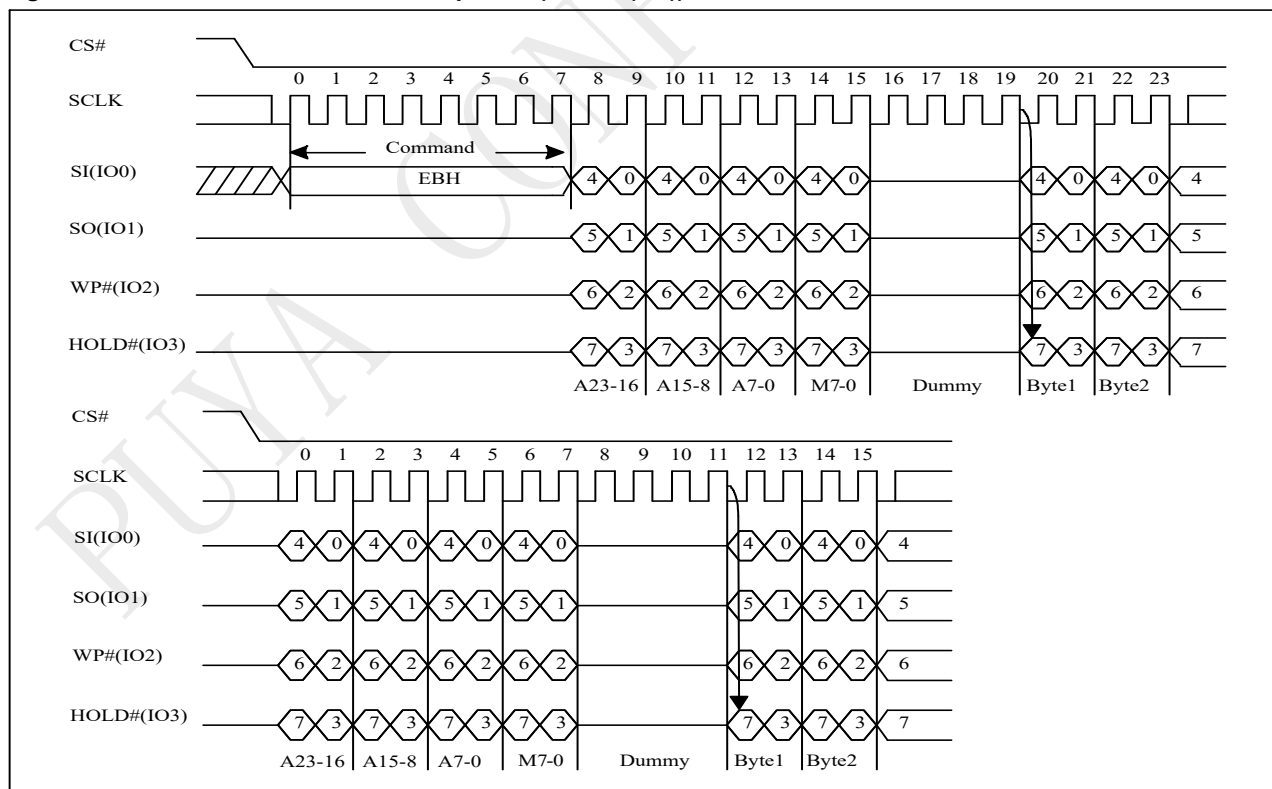 CS#
0 1 2 3 4 5 6 7 8 9 10 11 12 13 14 15 16 17 18 19 20 21 22 23
SCLK
Command
SI(IO0) EBH 4 0 4 0 4 0 4 0 4 0 4 0 4
SO(IO1) 5 1 5 1 5 1 5 1 5 1 5 1 5
WP#(IO2) 6 2 6 2 6 2 6 2 6 2 6 2 6
HOLD#(IO3) 7 3 7 3 7 3 7 3 7 3 7 3 7
A23-16 A15-8 A7-0 M7-0 Dummy Byte1 Byte2
CS#
0 1 2 3 4 5 6 7 8 9 10 11 12 13 14 15
SCLK
SI(IO0) 4 0 4 0 4 0 4 0 4 0 4 0 4
SO(IO1) 5 1 5 1 5 1 5 1 5 1 5 1 5
WP#(IO2) 6 2 6 2 6 2 6 2 6 2 6 2 6
HOLD#(IO3) 7 3 7 3 7 3 7 3 7 3 7 3 7
A23-16 A15-8 A7-0 M7-0 Dummy Byte1 Byte2
PUYA